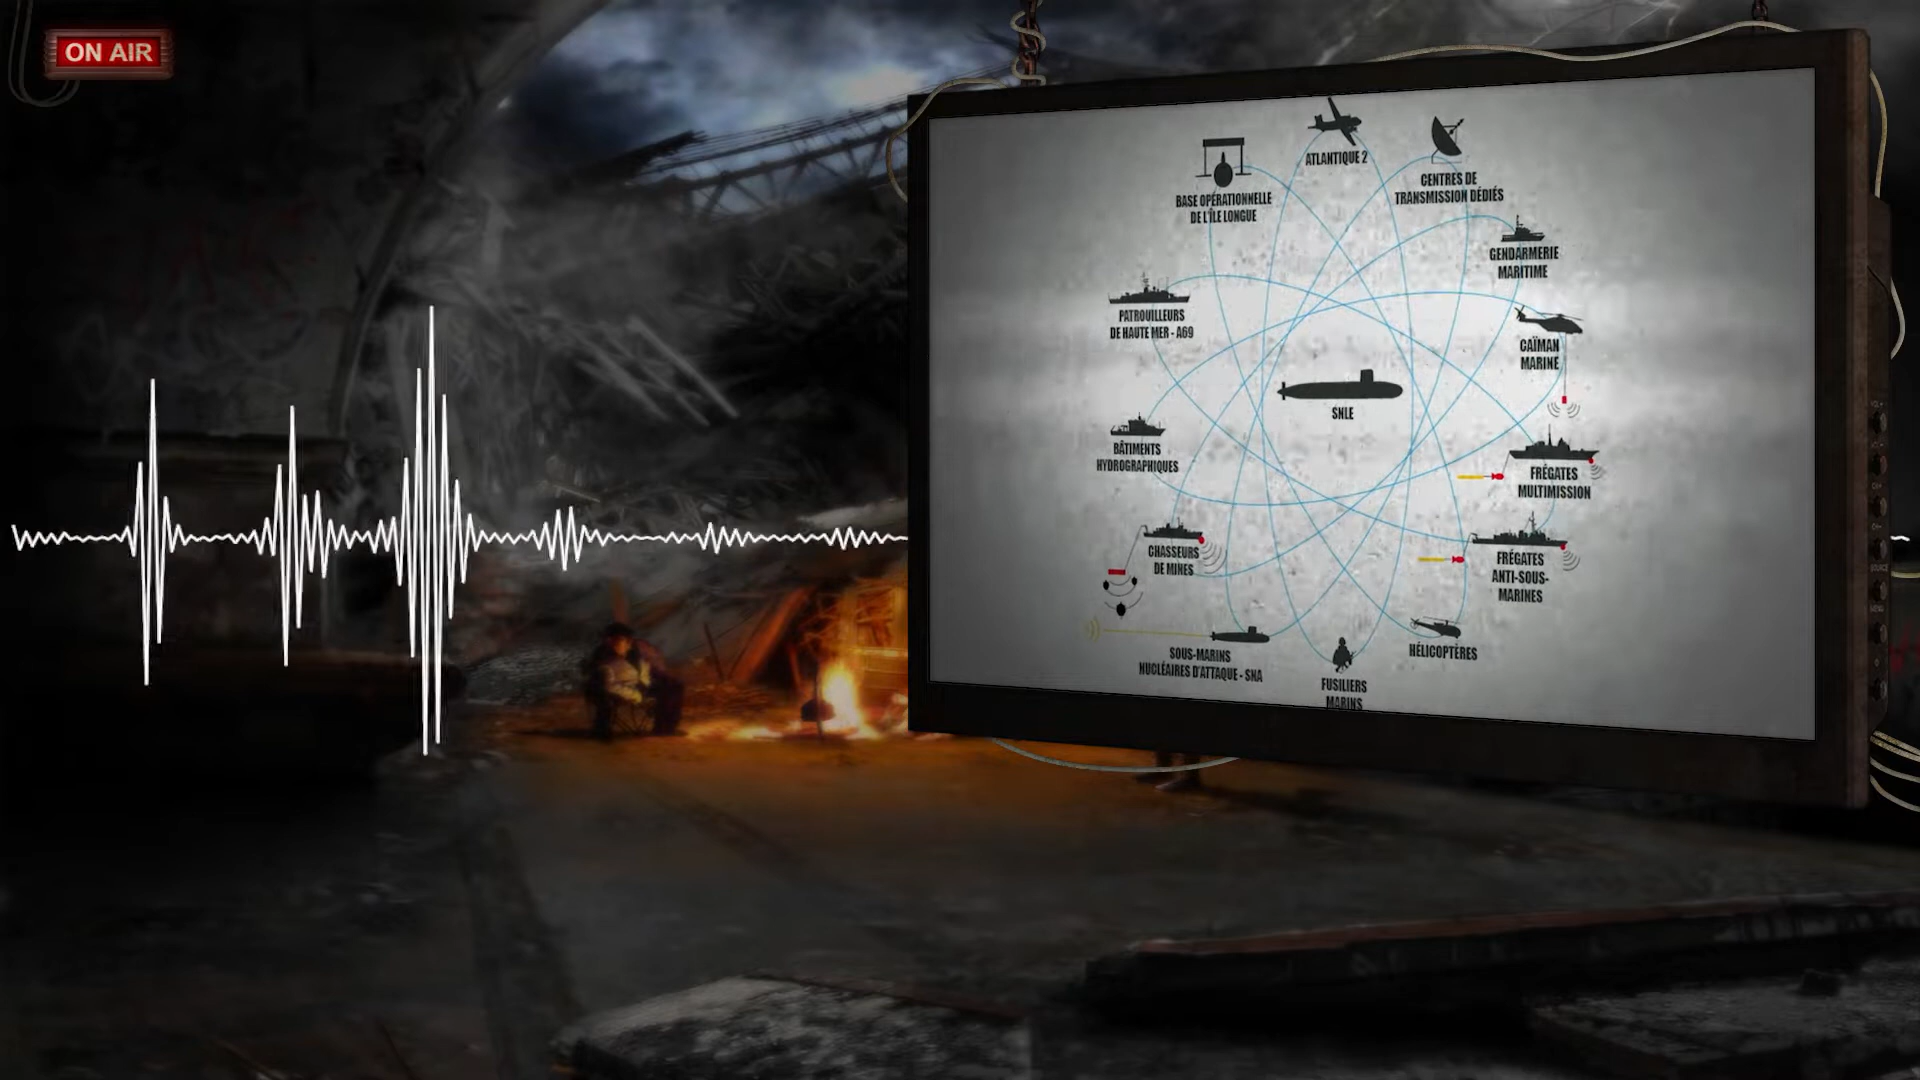 ON AIR
ATLANTIQUE 2
BASE OPÉRATIONNELLE
DE L'ÎLE LONGUE
CENTRES DE
TRANSMISSION DÉDIÉS
GENDARMERIE
MARITIME
PATROUILLEURS
DE HAUTE MER - A69
CAÏMAN
MARINE
SNLE
BÂTIMENTS
HYDROGRAPHIQUES
FRÉGATES
MULTIMISSION
CHASSEURS
DE MINES
FRÉGATES
ANTI-SOUS-
MARINES
SOUS-MARINS
NUCLÉAIRES D'ATTAQUE - SNA
HÉLICOPTÈRES
FUSILIERS
MARINS